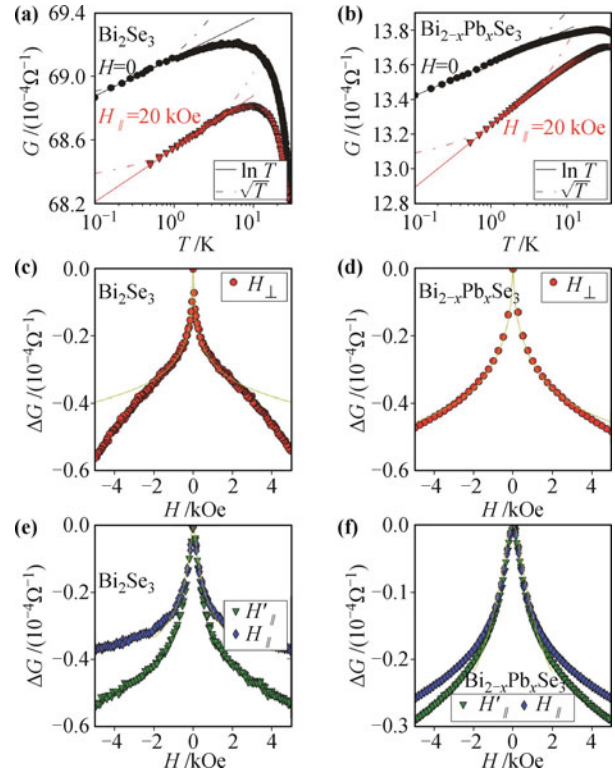 (a)
69.4
Bi₂Se₃
H=0
69.0
H∥=20 kOe
68.6
ln T
√T
68.2
10⁻¹ 10⁰ 10¹
T /K
G /(10⁻⁴Ω⁻¹)
(b)
13.8
Bi₂₋ₓPbₓSe₃
H=0
13.6
13.4
H∥=20 kOe
13.2
13.0
ln T
√T
12.8
10⁻¹ 10⁰ 10¹
T /K
G /(10⁻⁴Ω⁻¹)
(c)
0.0
Bi₂Se₃
H⊥
−0.2
−0.4
−0.6
−4 −2 0 2 4
H /kOe
ΔG /(10⁻⁴Ω⁻¹)
(d)
0.0
Bi₂₋ₓPbₓSe₃
H⊥
−0.2
−0.4
−0.6
−4 −2 0 2 4
H /kOe
ΔG /(10⁻⁴Ω⁻¹)
(e)
0.0
Bi₂Se₃
−0.2
H′∥
H∥
−0.4
−0.6
−4 −2 0 2 4
H /kOe
ΔG /(10⁻⁴Ω⁻¹)
(f)
0.0
−0.1
−0.2
Bi₂₋ₓPbₓSe₃
H′∥ H∥
−0.3
−4 −2 0 2 4
H /kOe
ΔG /(10⁻⁴Ω⁻¹)